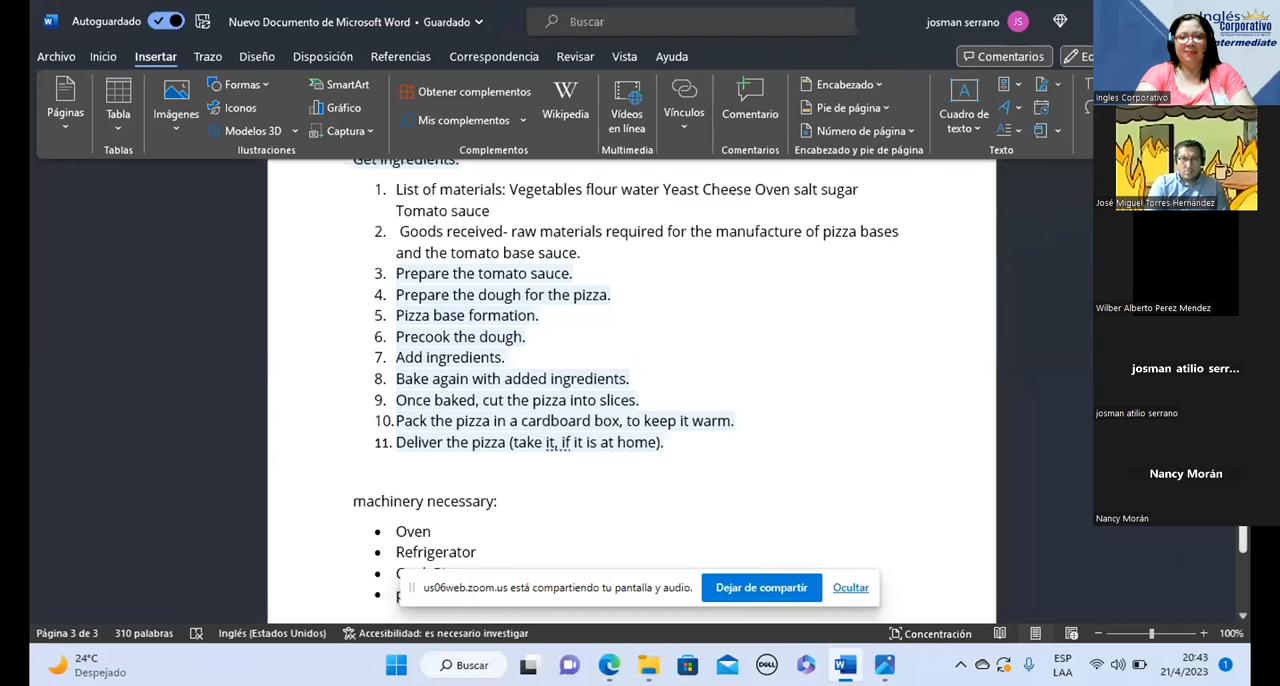 Autoguardado
Nuevo Documento de Microsoft Word • Guardado
Buscar
josman serrano
JS
Archivo Inicio Insertar Trazo Diseño Disposición Referencias Correspondencia Revisar Vista Ayuda
Comentarios
Páginas
Tabla
Tablas
Imágenes
Formas
Iconos
Modelos 3D
SmartArt
Gráfico
Captura
Ilustraciones
Obtener complementos
Mis complementos
Wikipedia
Complementos
Vídeos en línea
Multimedia
Vínculos
Comentario
Comentarios
Encabezado
Pie de página
Número de página
Encabezado y pie de página
Cuadro de texto
Texto
Get ingredients.
1. List of materials: Vegetables flour water Yeast Cheese Oven salt sugar
Tomato sauce
2. Goods received- raw materials required for the manufacture of pizza bases
and the tomato base sauce.
3. Prepare the tomato sauce.
4. Prepare the dough for the pizza.
5. Pizza base formation.
6. Precook the dough.
7. Add ingredients.
8. Bake again with added ingredients.
9. Once baked, cut the pizza into slices.
10. Pack the pizza in a cardboard box, to keep it warm.
11. Deliver the pizza (take it, if it is at home).
machinery necessary:
• Oven
• Refrigerator
us06web.zoom.us está compartiendo tu pantalla y audio.
Dejar de compartir
Ocultar
Página 3 de 3
310 palabras
Inglés (Estados Unidos)
Accesibilidad: es necesario investigar
Concentración
100%
24°C
Despejado
Buscar
DELL
ESP
LAA
20:43
21/4/2023
1
Inglés
Corporativo
Intermediate
Ingles Corporativo
José Miguel Torres Hernández
Wilber Alberto Perez Mendez
josman atilio serr...
josman atilio serrano
Nancy Morán
Nancy Morán